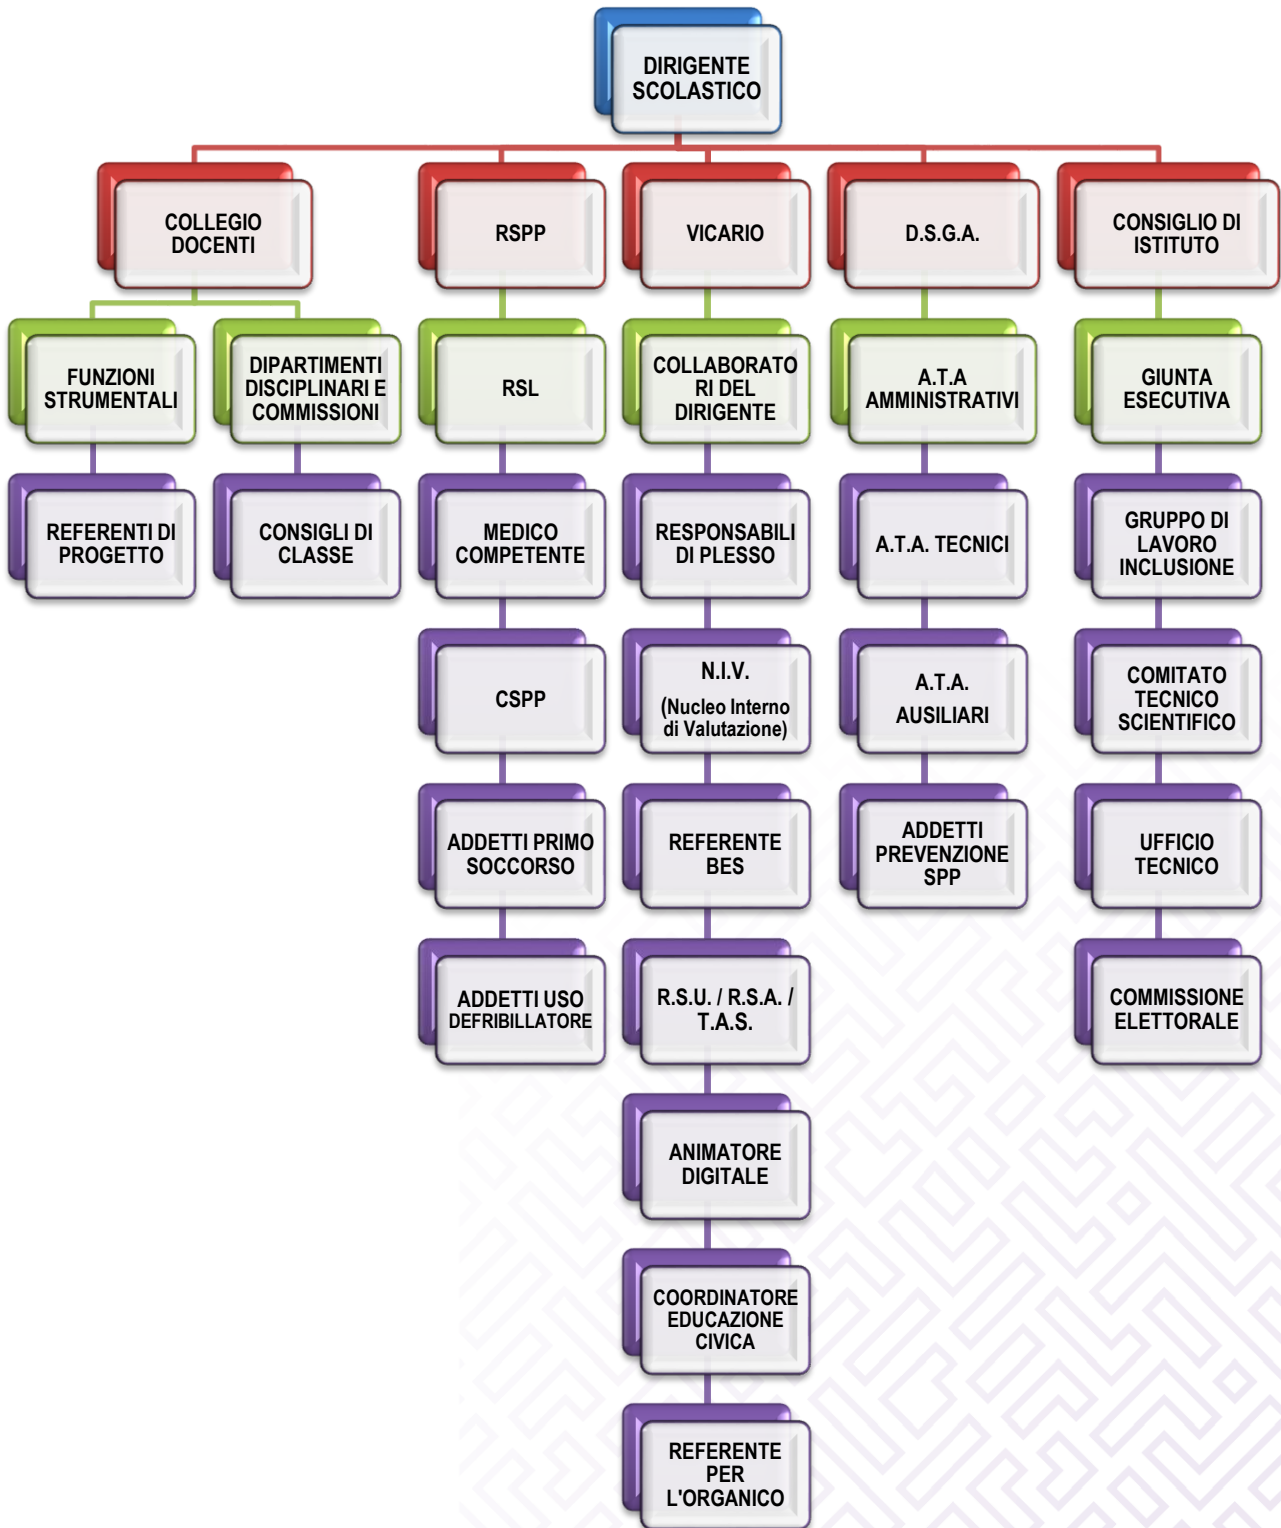 DIRIGENTE
SCOLASTICO
COLLEGIO
DOCENTI
RSPP
VICARIO
D.S.G.A.
CONSIGLIO DI
ISTITUTO
FUNZIONI
STRUMENTALI
DIPARTIMENTI
DISCIPLINARI E
COMMISSIONI
RSL
COLLABORATO
RI DEL
DIRIGENTE
A.T.A
AMMINISTRATIVI
GIUNTA
ESECUTIVA
REFERENTI DI
PROGETTO
CONSIGLI DI
CLASSE
MEDICO
COMPETENTE
RESPONSABILI
DI PLESSO
A.T.A. TECNICI
GRUPPO DI
LAVORO
INCLUSIONE
CSPP
N.I.V.
(Nucleo Interno
di Valutazione)
A.T.A.
AUSILIARI
COMITATO
TECNICO
SCIENTIFICO
ADDETTI PRIMO
SOCCORSO
REFERENTE
BES
ADDETTI
PREVENZIONE
SPP
UFFICIO
TECNICO
ADDETTI USO
DEFRIBILLATORE
R.S.U. / R.S.A. /
T.A.S.
COMMISSIONE
ELETTORALE
ANIMATORE
DIGITALE
COORDINATORE
EDUCAZIONE
CIVICA
REFERENTE
PER
L'ORGANICO